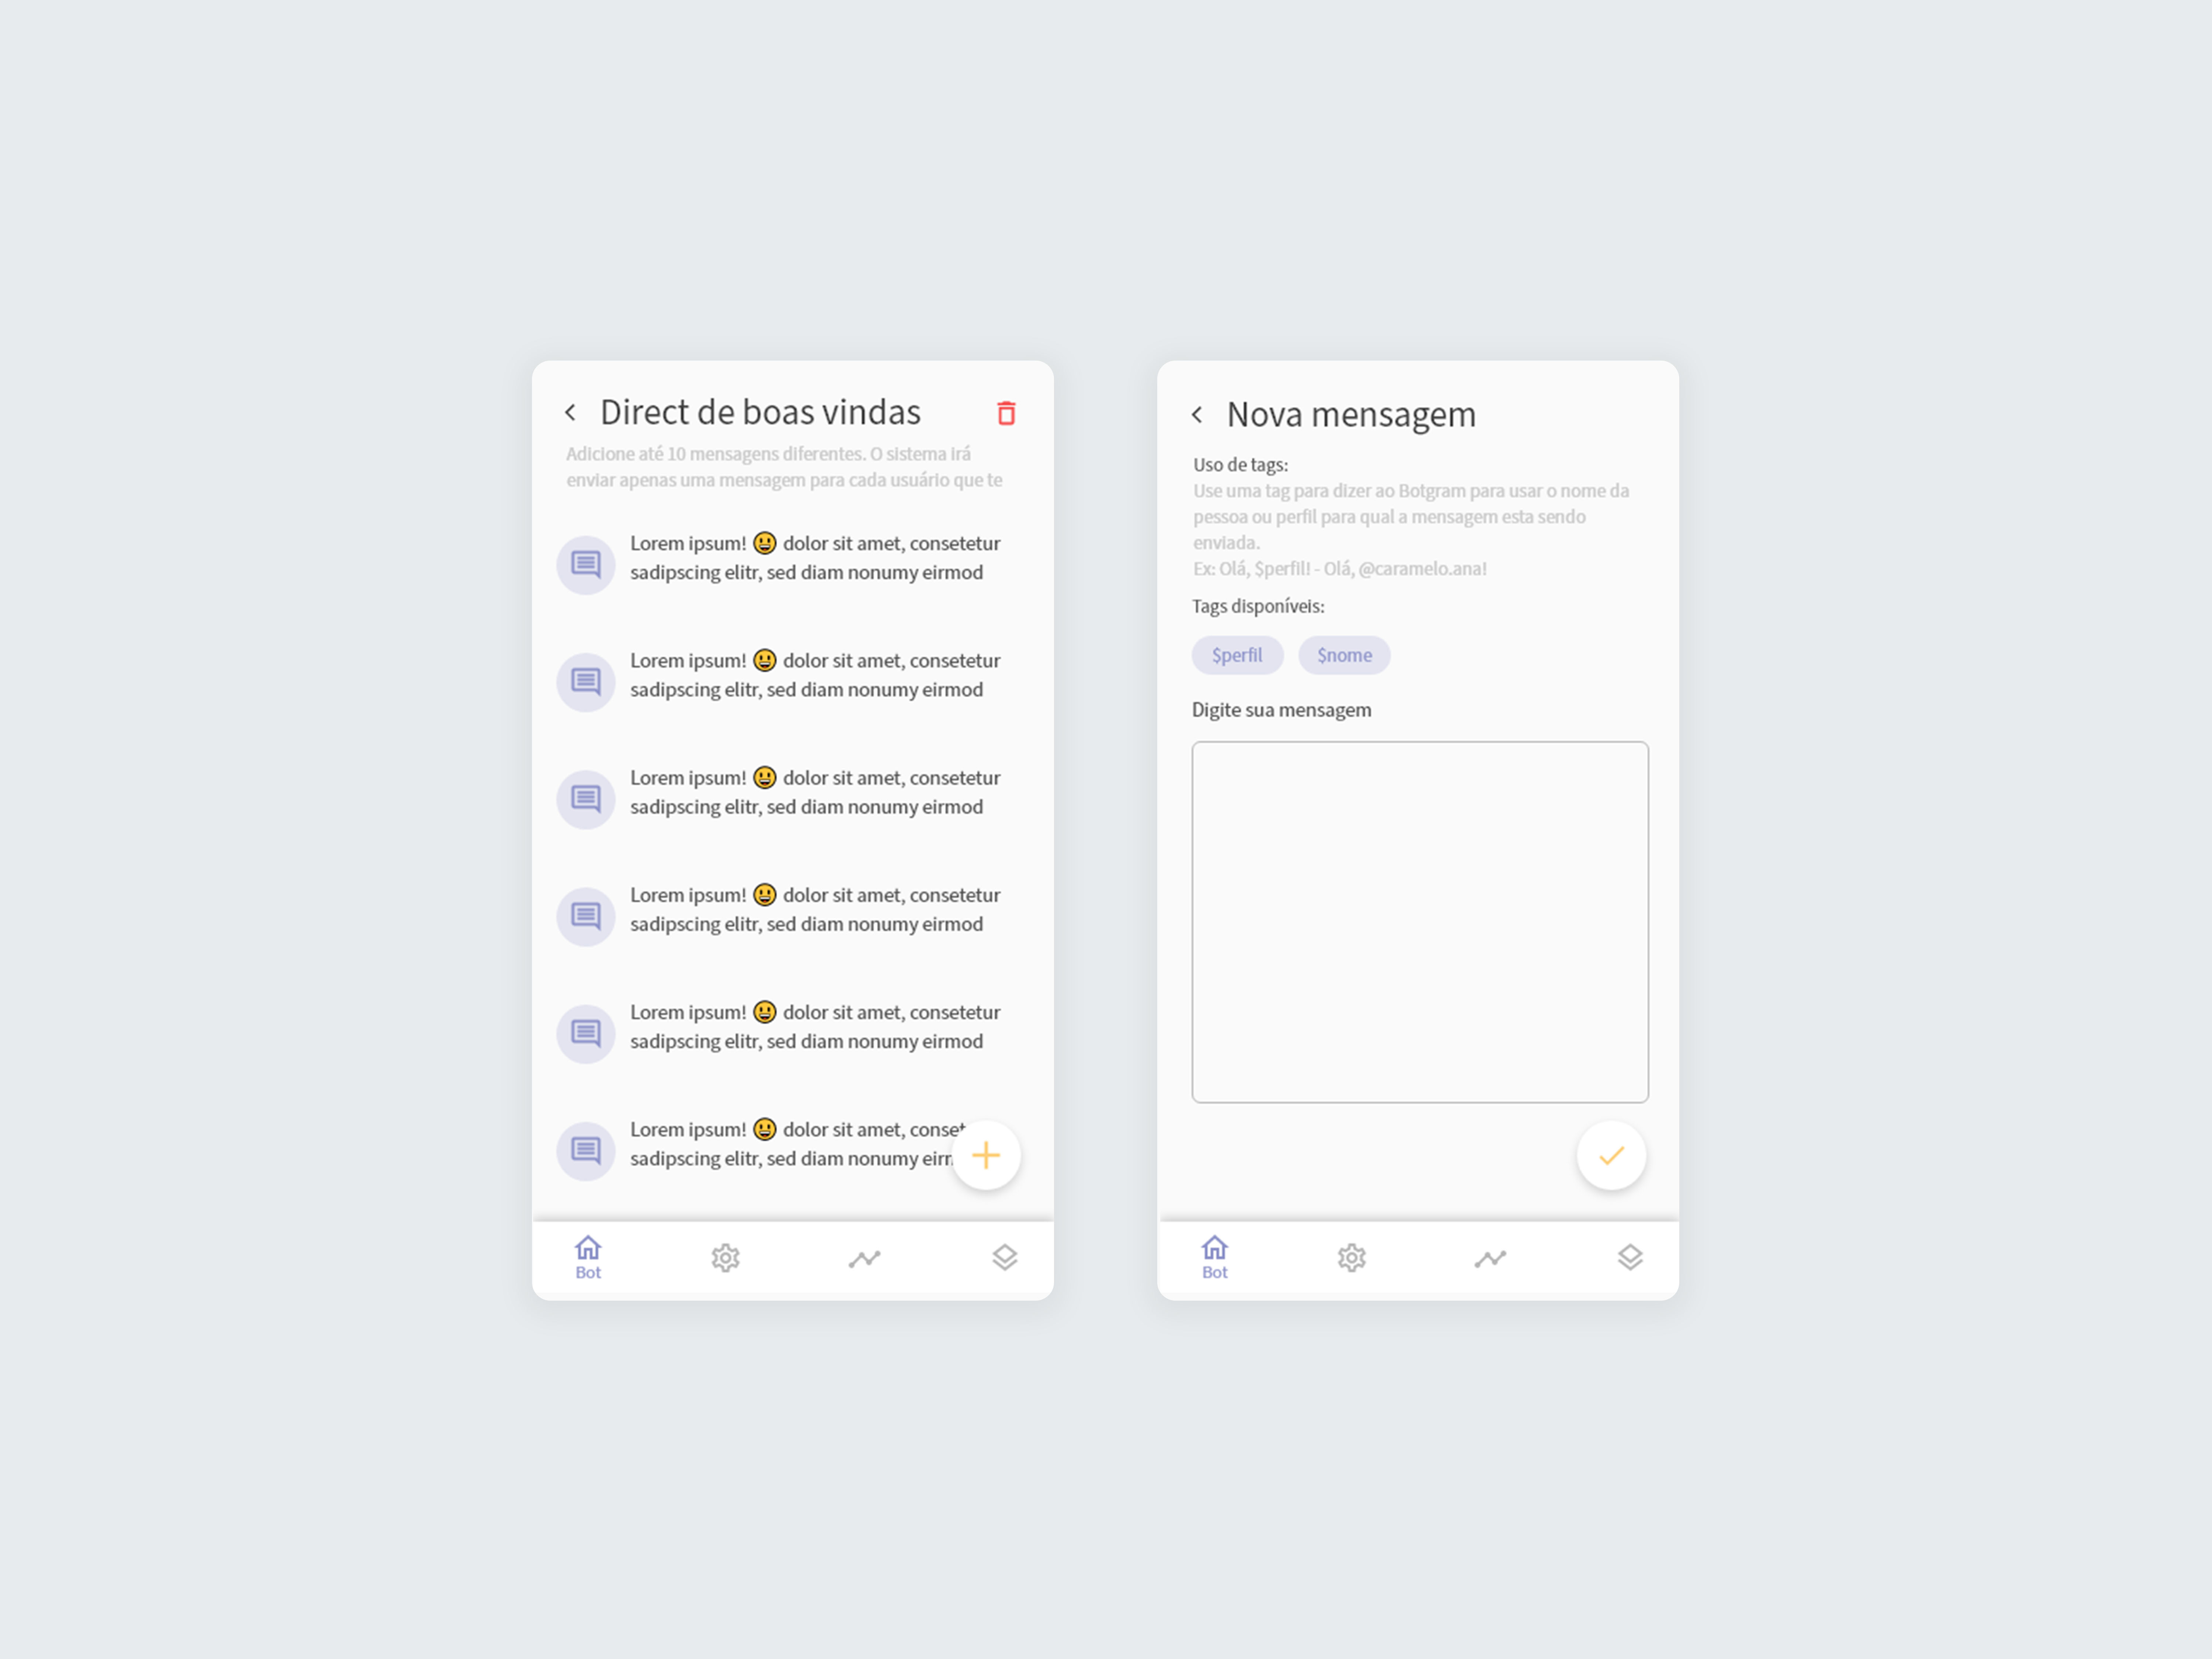 Direct de boas vindas
Adicione até 10 mensagens diferentes. O sistema irá
enviar apenas uma mensagem para cada usuário que te
Lorem ipsum! 😃 dolor sit amet, consetetur
sadipscing elitr, sed diam nonumy eirmod
Lorem ipsum! 😃 dolor sit amet, consetetur
sadipscing elitr, sed diam nonumy eirmod
Lorem ipsum! 😃 dolor sit amet, consetetur
sadipscing elitr, sed diam nonumy eirmod
Lorem ipsum! 😃 dolor sit amet, consetetur
sadipscing elitr, sed diam nonumy eirmod
Lorem ipsum! 😃 dolor sit amet, consetetur
sadipscing elitr, sed diam nonumy eirmod
Lorem ipsum! 😃 dolor sit amet, conset
sadipscing elitr, sed diam nonumy eirm
Bot
Nova mensagem
Uso de tags:
Use uma tag para dizer ao Botgram para usar o nome da
pessoa ou perfil para qual a mensagem esta sendo
enviada.
Ex: Olá, $perfil! - Olá, @caramelo.ana!
Tags disponíveis:
$perfil $nome
Digite sua mensagem
Bot